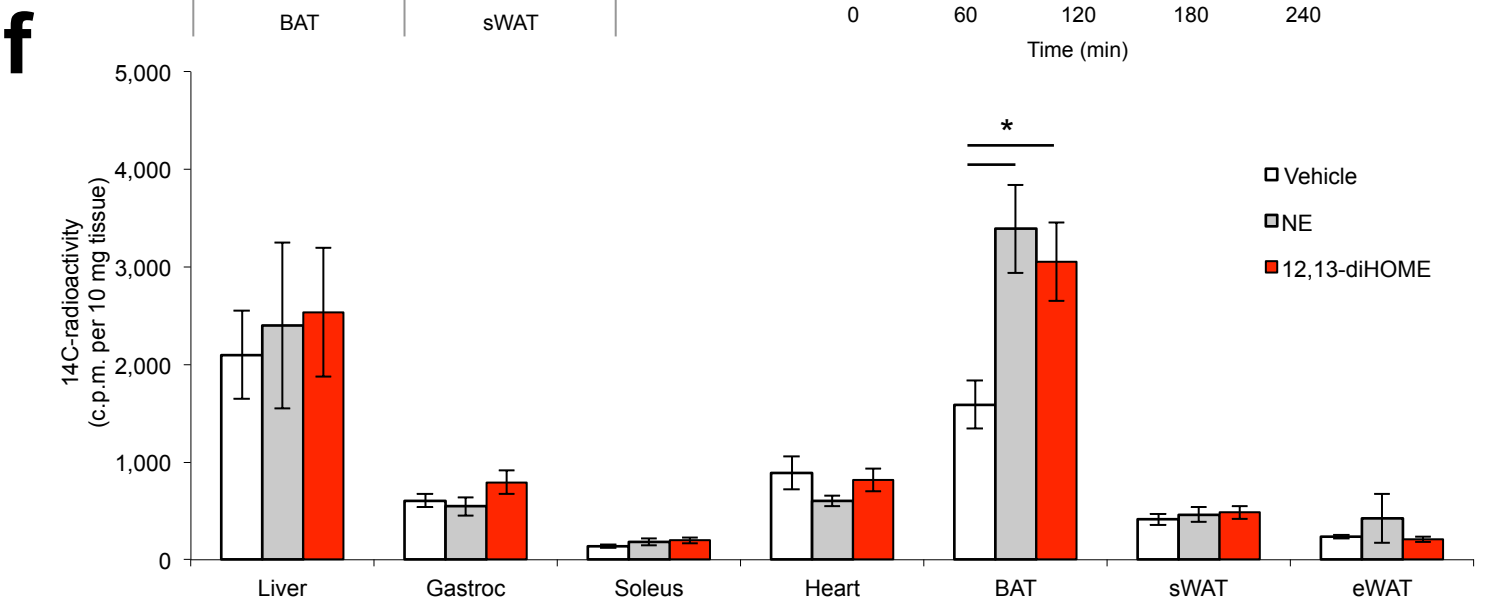 f
BAT sWAT
0 60 120 180 240
Time (min)
14C-radioactivity
(c.p.m. per 10 mg tissue)
5,000
4,000
3,000
2,000
1,000
0
*
Vehicle
NE
12,13-diHOME
Liver Gastroc Soleus Heart BAT sWAT eWAT